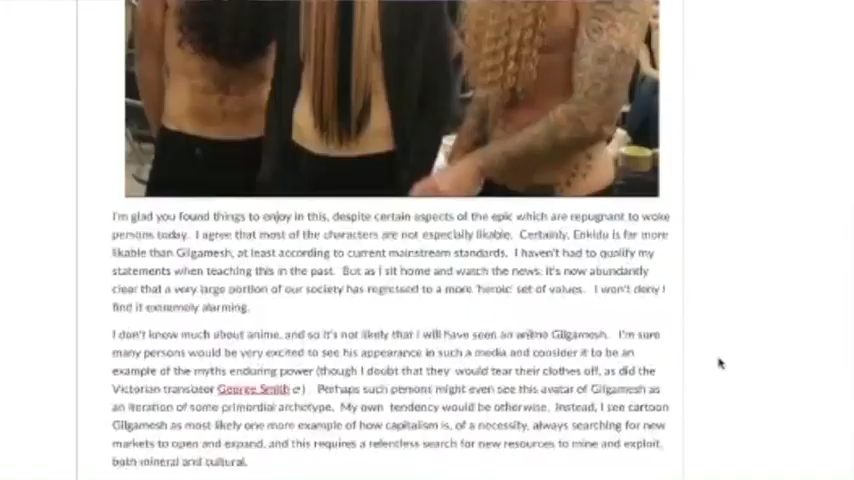 I'm glad you found things to enjoy in this, despite certain aspects of the epic which are repugnant to woke
persons today. I agree that most of the characters are not especially likable. Certainly, Enkidu is far more
likable than Gilgamesh, at least according to current mainstream standards. I haven't had to qualify my
statements when teaching this in the past. But as I sit home and watch the news, it's now abundantly
clear that a very large portion of our society has regressed to a more 'heroic' set of values. I won't deny I
find it extremely alarming.
I don't know much about anime, and so it's not likely that I will have seen an anime Gilgamesh. I'm sure
many persons would be very excited to see his appearance in such a media and consider it to be an
example of the myths enduring power (though I doubt that they would tear their clothes off, as did the
Victorian translator George Smith ) Perhaps such persons might even see this avatar of Gilgamesh as
an iteration of some primordial archetype. My own tendency would be otherwise. Instead, I see cartoon
Gilgamesh as most likely one more example of how capitalism is, of a necessity, always searching for new
markets to open and expand, and this requires a relentless search for new resources to mine and exploit,
both mineral and cultural.